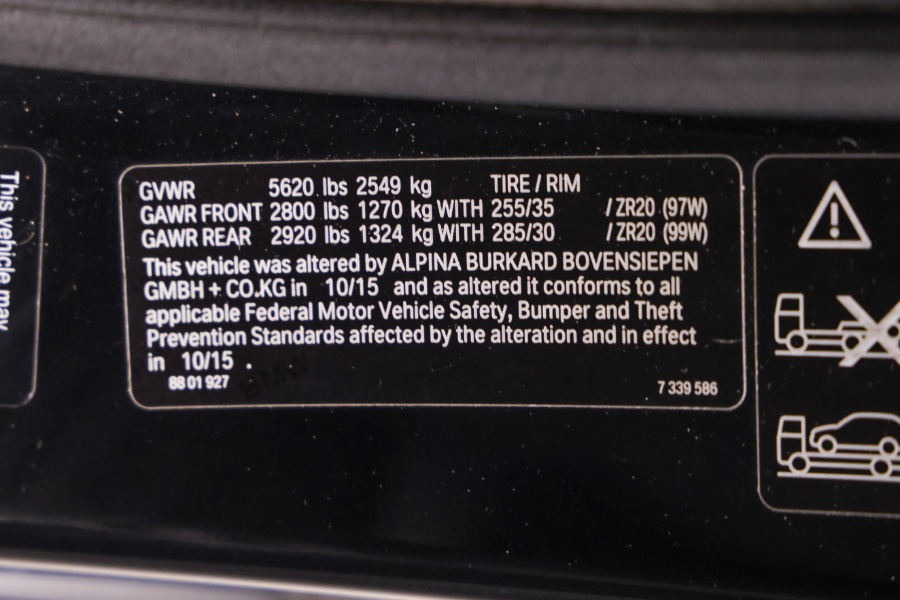 This vehicle may
GVWR 5620 lbs 2549 kg TIRE / RIM
GAWR FRONT 2800 lbs 1270 kg WITH 255/35 / ZR20 (97W)
GAWR REAR 2920 lbs 1324 kg WITH 285/30 / ZR20 (99W)
This vehicle was altered by ALPINA BURKARD BOVENSIEPEN
GMBH + CO.KG in 10/15 and as altered it conforms to all
applicable Federal Motor Vehicle Safety, Bumper and Theft
Prevention Standards affected by the alteration and in effect
in 10/15 .
88 01 927 7 339 586